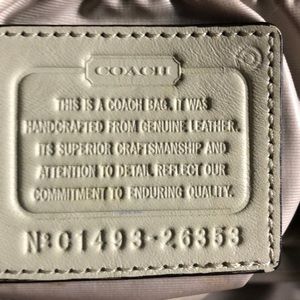 COACH
THIS IS A COACH BAG. IT WAS
HANDCRAFTED FROM GENUINE LEATHER.
ITS SUPERIOR CRAFTSMANSHIP AND
ATTENTION TO DETAIL REFLECT OUR
COMMITMENT TO ENDURING QUALITY.
Nº C1493-26353